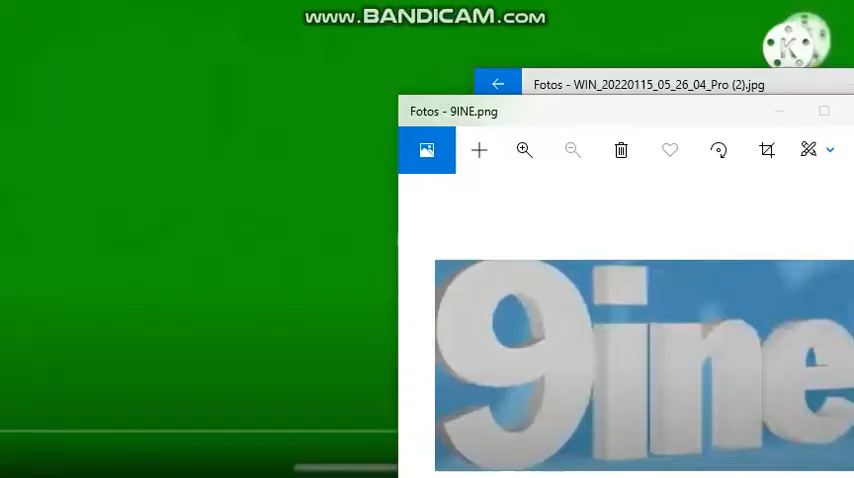 WWW.BANDICAM.COM
K
Fotos - WIN_20220115_05_26_04_Pro (2).jpg
Fotos - 9INE.png
9ine